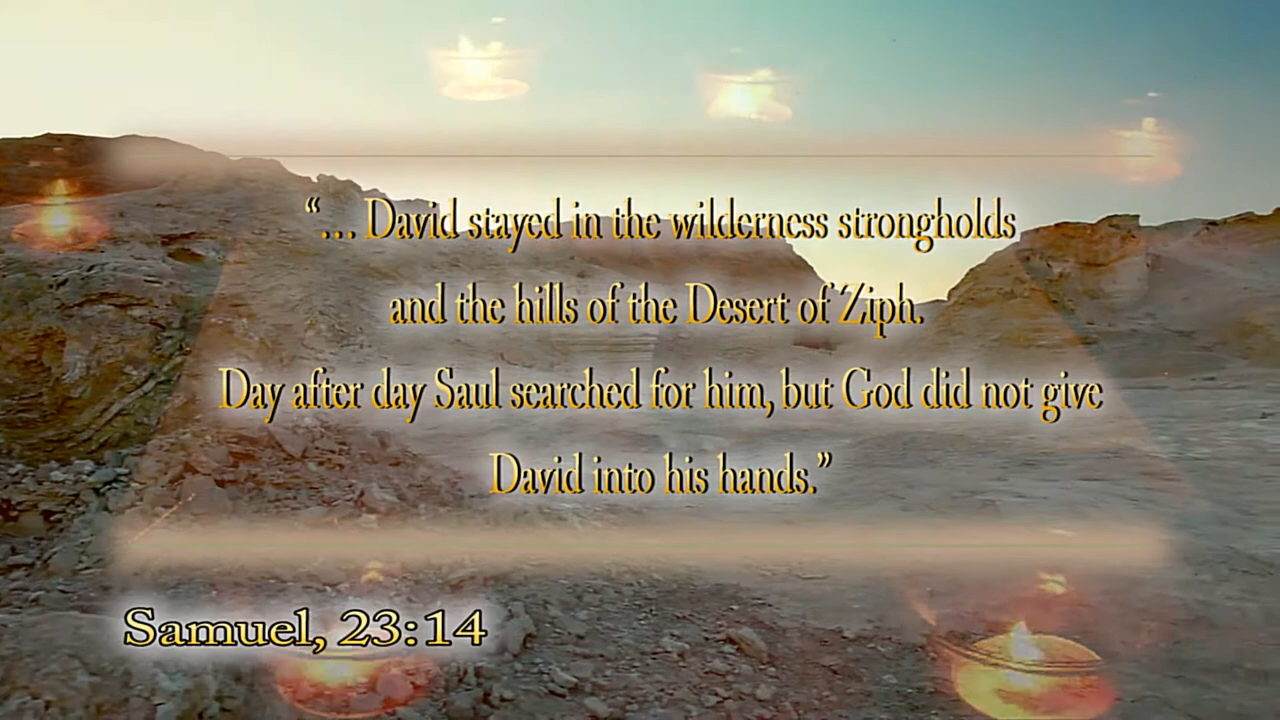 “... David stayed in the wilderness strongholds
and the hills of the Desert of Ziph.
Day after day Saul searched for him, but God did not give
David into his hands.”
Samuel, 23:14